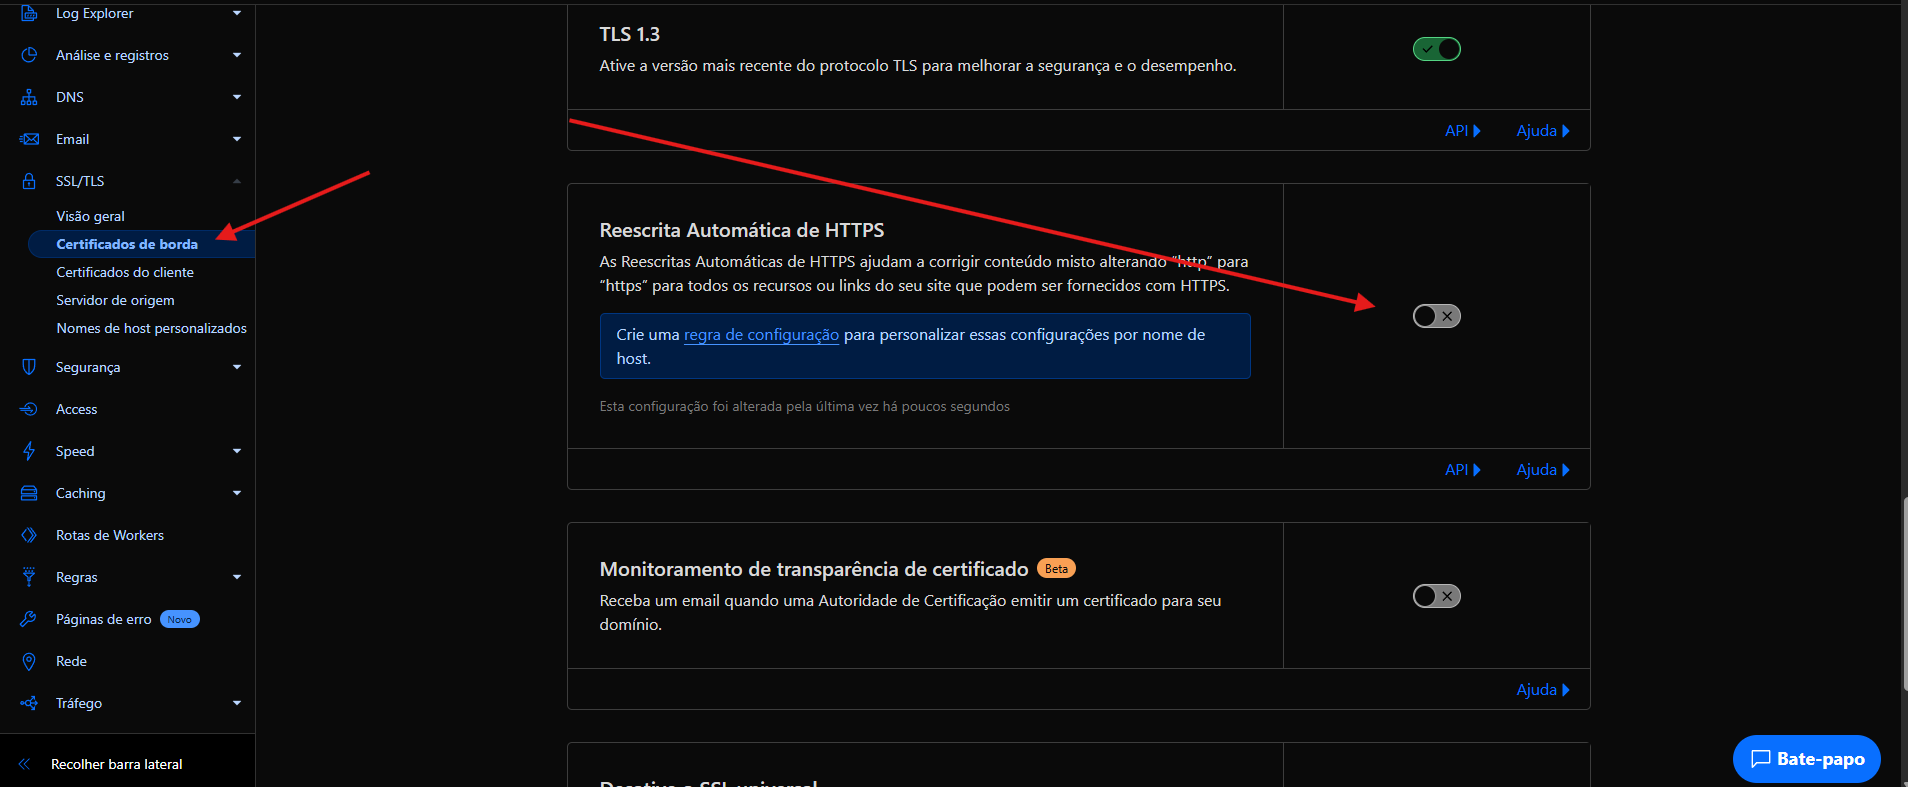 Log Explorer
Análise e registros
DNS
Email
SSL/TLS
Visão geral
Certificados de borda
Certificados do cliente
Servidor de origem
Nomes de host personalizados
Segurança
Access
Speed
Caching
Rotas de Workers
Regras
Páginas de erro Novo
Rede
Tráfego
Recolher barra lateral
TLS 1.3
Ative a versão mais recente do protocolo TLS para melhorar a segurança e o desempenho.
API Ajuda
Reescrita Automática de HTTPS
As Reescritas Automáticas de HTTPS ajudam a corrigir conteúdo misto alterando “http” para
“https” para todos os recursos ou links do seu site que podem ser fornecidos com HTTPS.
Crie uma regra de configuração para personalizar essas configurações por nome de
host.
Esta configuração foi alterada pela última vez há poucos segundos
API Ajuda
Monitoramento de transparência de certificado Beta
Receba um email quando uma Autoridade de Certificação emitir um certificado para seu
domínio.
Ajuda
SSL universal
Bate-papo